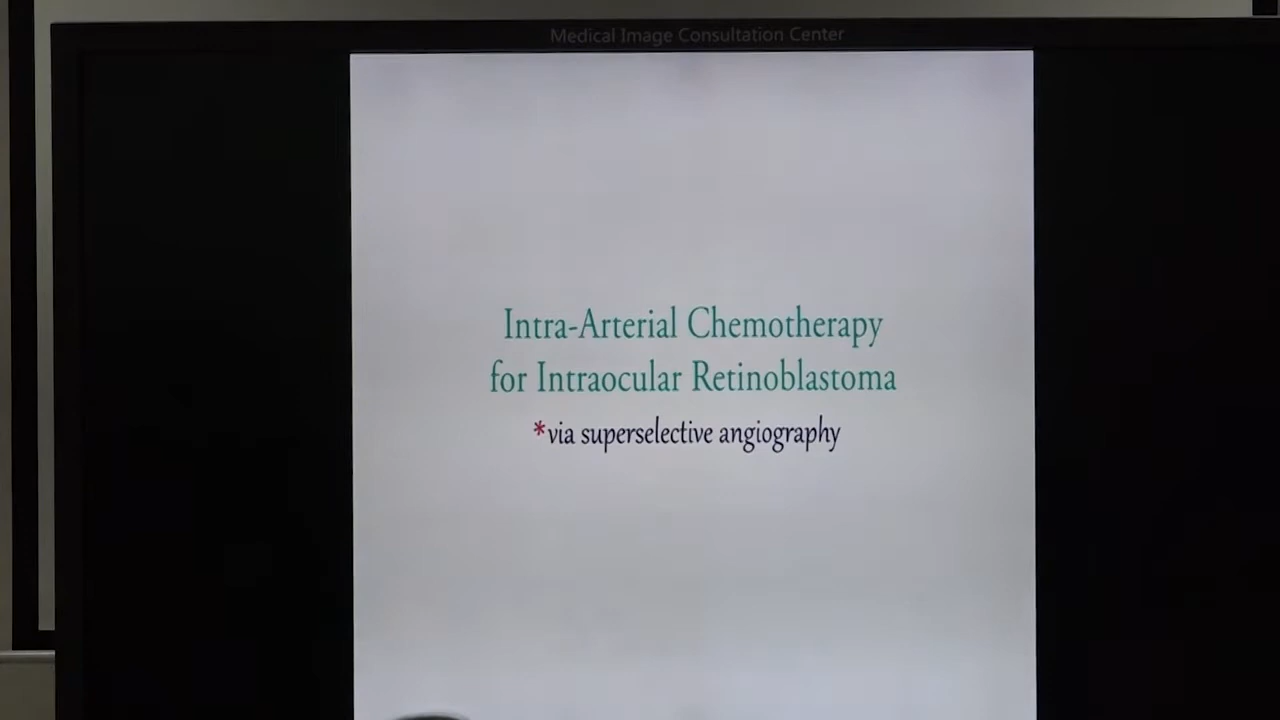 Medical Image Consultation Center
Intra-Arterial Chemotherapy
for Intraocular Retinoblastoma
*via superselective angiography